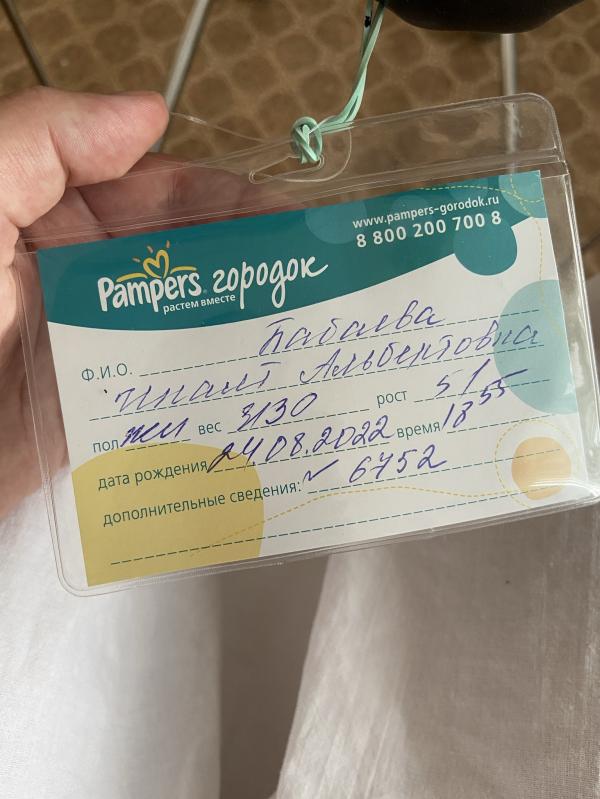 www.pampers-gorodok.ru
8 800 200 700 8
Pampers городок
растем вместе
Ф.И.О. Бабаева
Альбертовна
пол жен вес 3130 рост 51
дата рождения 24.08.2022 время 18 55
дополнительные сведения: ✓ 6752